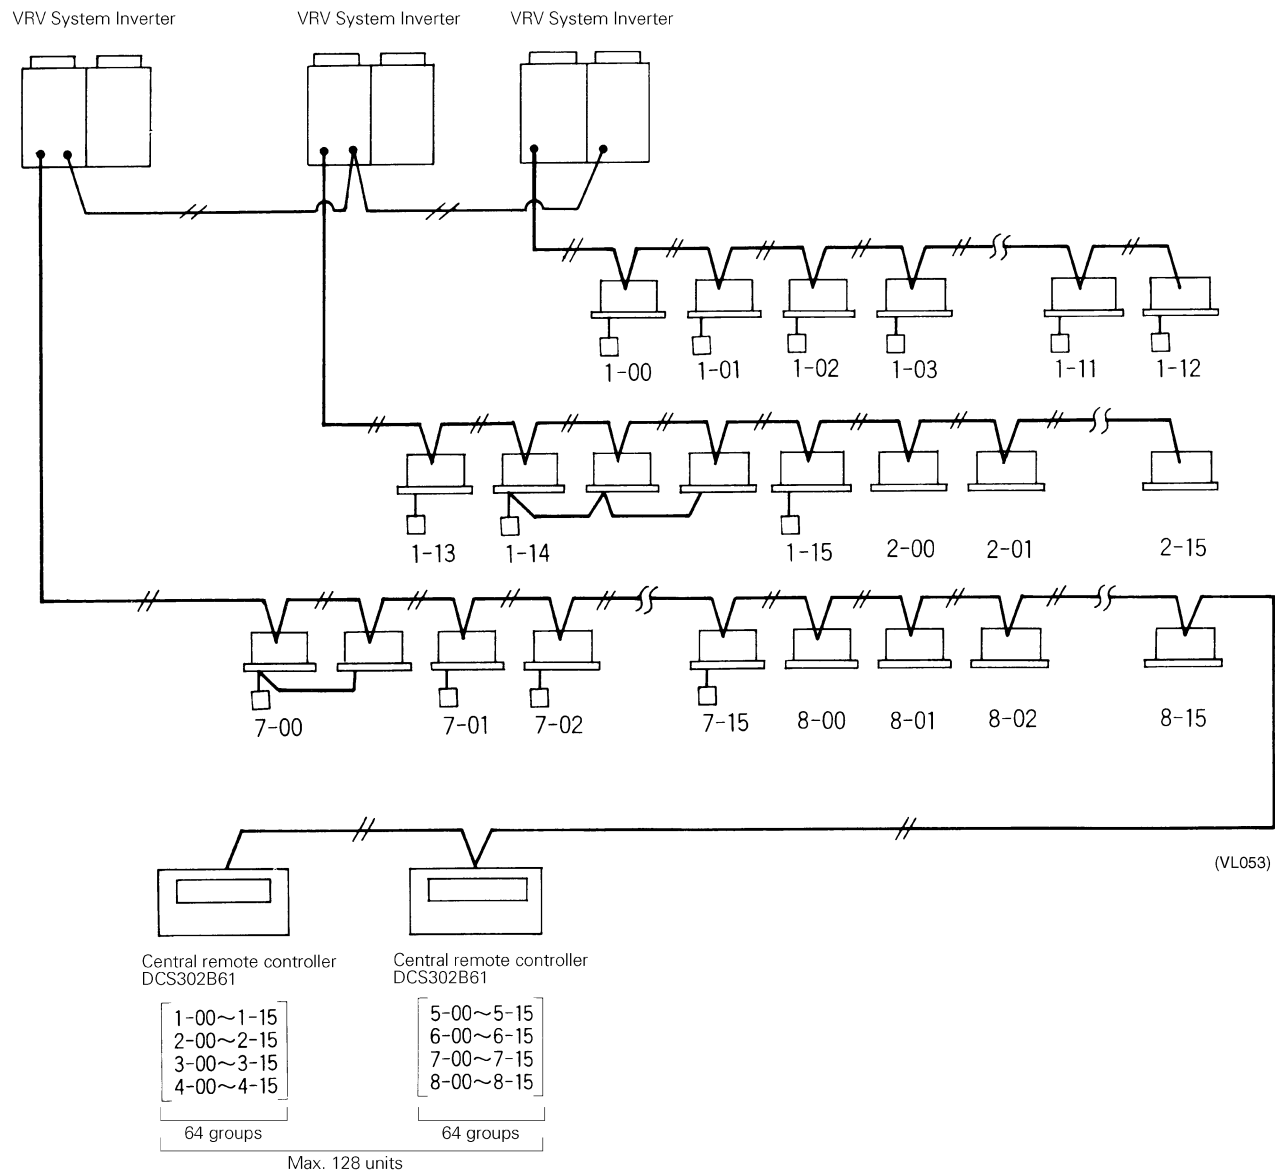 VRV System Inverter
VRV System Inverter
VRV System Inverter
1-00
1-01
1-02
1-03
1-11
1-12
1-13
1-14
1-15
2-00
2-01
2-15
7-00
7-01
7-02
7-15
8-00
8-01
8-02
8-15
(VL053)
Central remote controller
DCS302B61
1-00～1-15
2-00～2-15
3-00～3-15
4-00～4-15
64 groups
Central remote controller
DCS302B61
5-00～5-15
6-00～6-15
7-00～7-15
8-00～8-15
64 groups
Max. 128 units